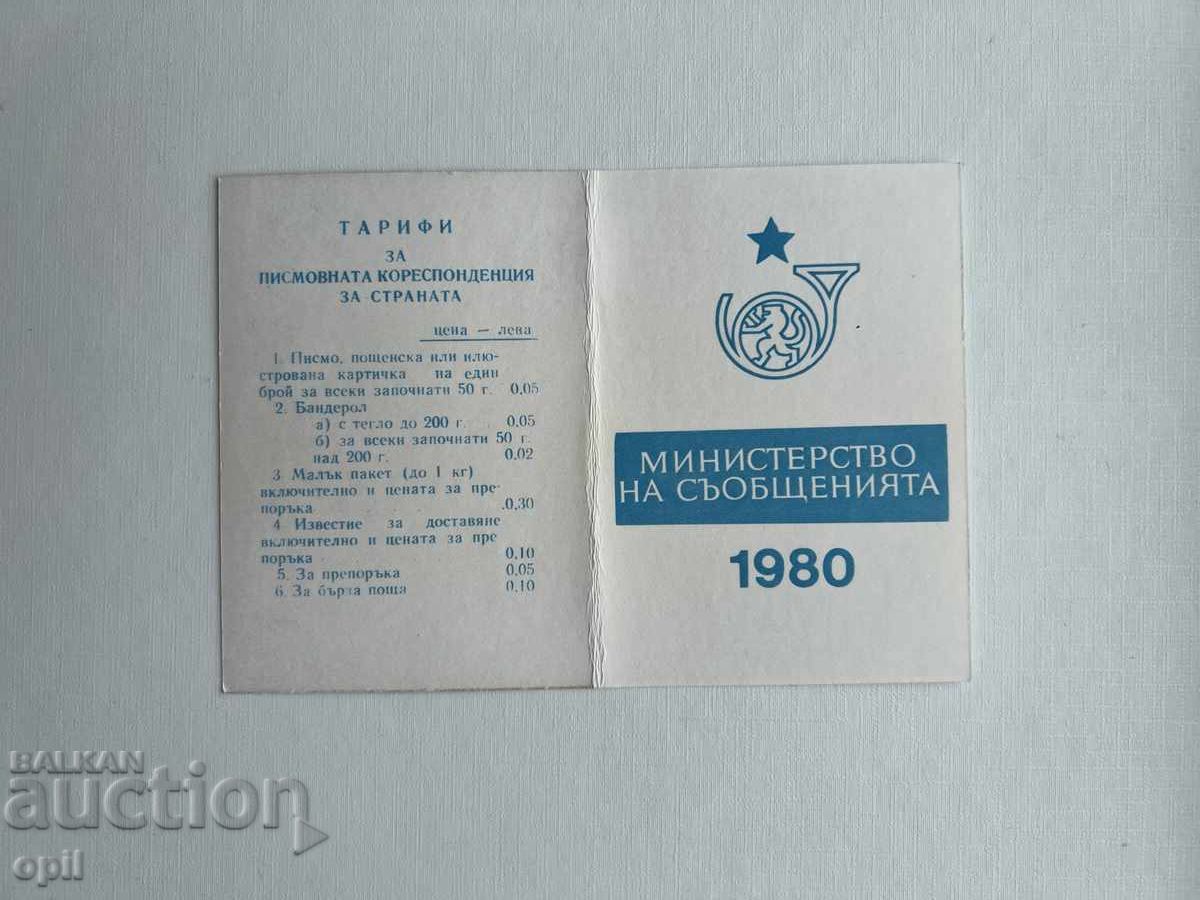 ТАРИФИ
ЗА
ПИСМОВНАТА КОРЕСПОНДЕНЦИЯ
ЗА СТРАНАТА
цена — лева
1. Писмо, пощенска или илю-
стрована картичка на един
брой за всеки започнати 50 г. 0,05
2. Бандерол
а) с тегло до 200 г. 0.05
б) за всеки започнати 50 г.
над 200 г. 0.02
3. Малък пакет (до 1 кг)
включително и цената за пре-
поръка .0,30
4 Известие за доставяне
включително и цената за пре
поръка 0,10
5. За препоръка 0,05
6. За бърза поща 0,10
МИНИСТЕРСТВО
НА СЪОБЩЕНИЯТА
1980
BALKAN
auction
opil